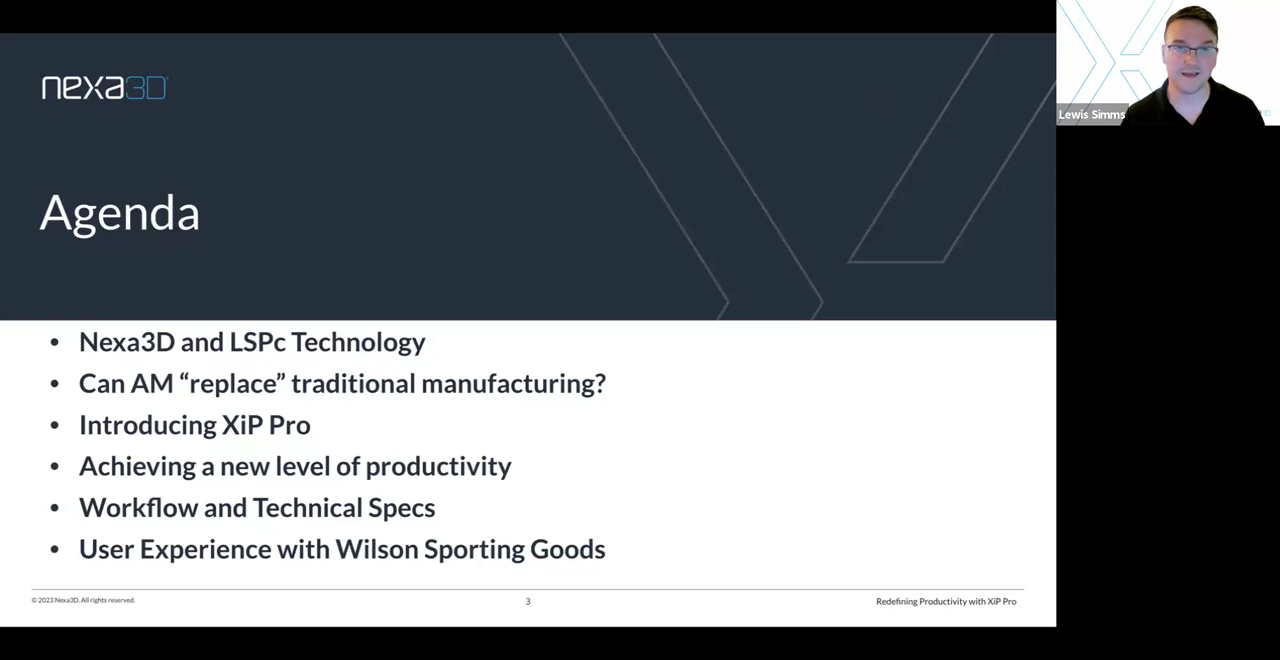 nexa3D
Lewis Simms
Agenda
• Nexa3D and LSPc Technology
• Can AM “replace” traditional manufacturing?
• Introducing XiP Pro
• Achieving a new level of productivity
• Workflow and Technical Specs
• User Experience with Wilson Sporting Goods
© 2023 Nexa3D. All rights reserved.
3
Redefining Productivity with XiP Pro